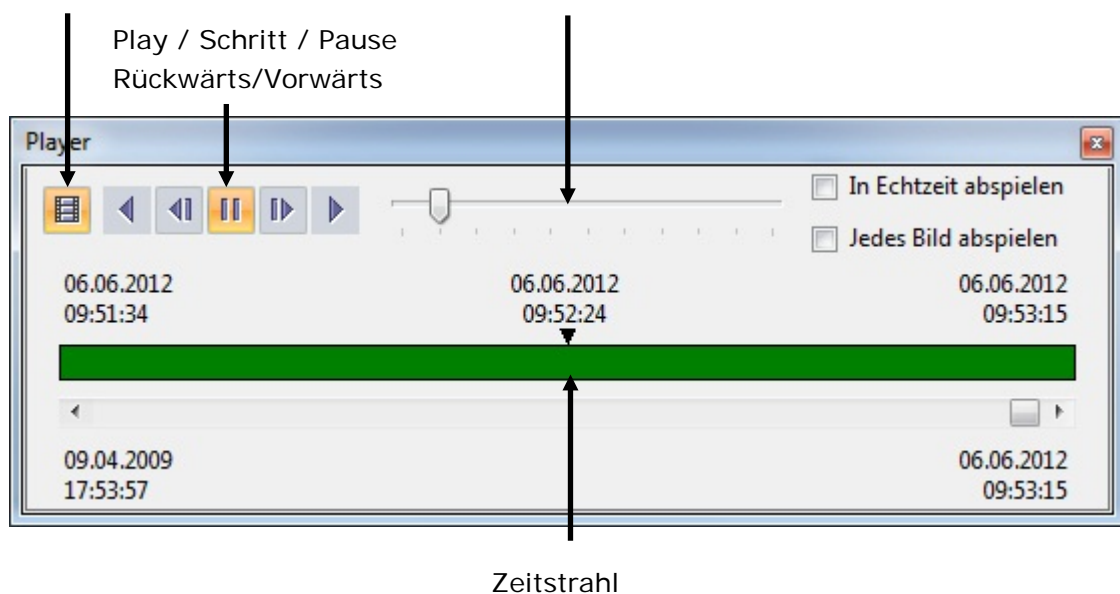 Play / Schritt / Pause
Rückwärts/Vorwärts
Player
In Echtzeit abspielen
Jedes Bild abspielen
06.06.2012 06.06.2012 06.06.2012
09:51:34 09:52:24 09:53:15
09.04.2009 06.06.2012
17:53:57 09:53:15
Zeitstrahl